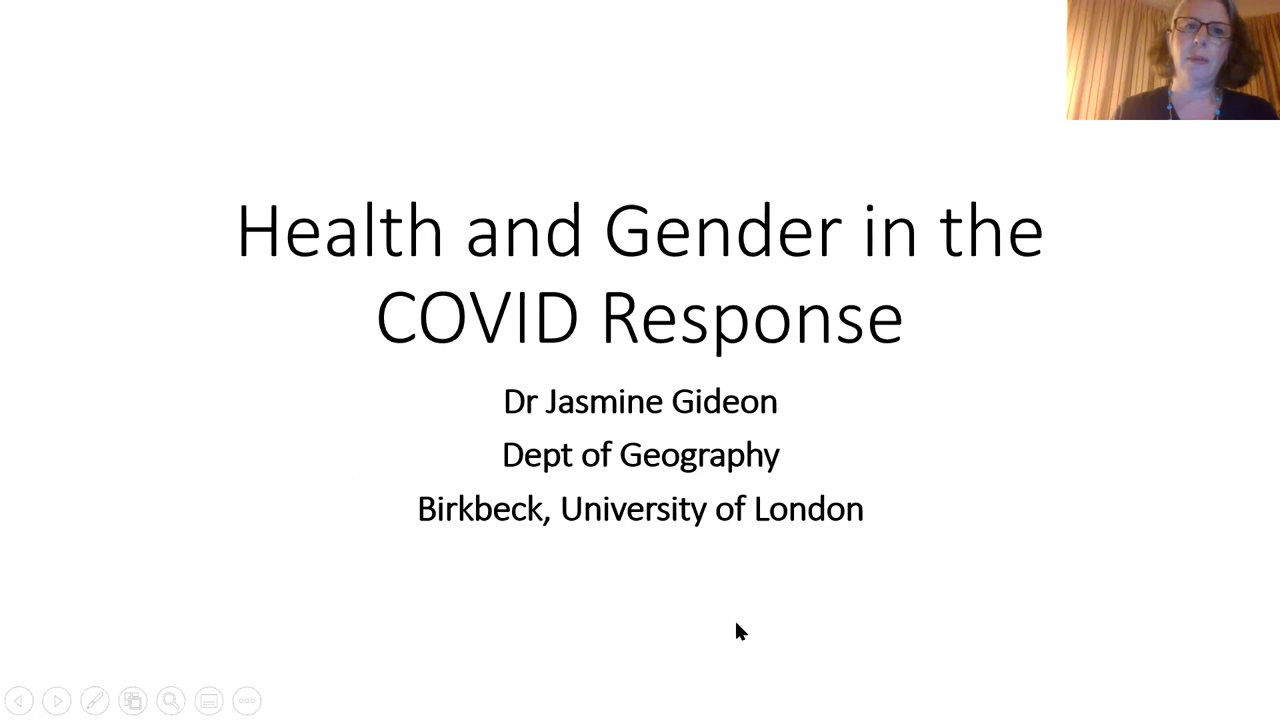 Health and Gender in the
COVID Response
Dr Jasmine Gideon
Dept of Geography
Birkbeck, University of London